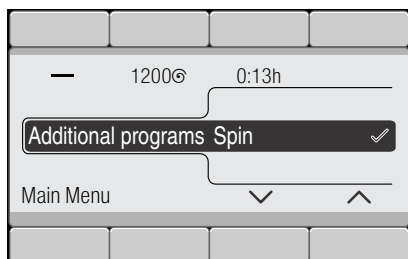 — 1200 0:13h
Additional programs Spin ✓
Main Menu